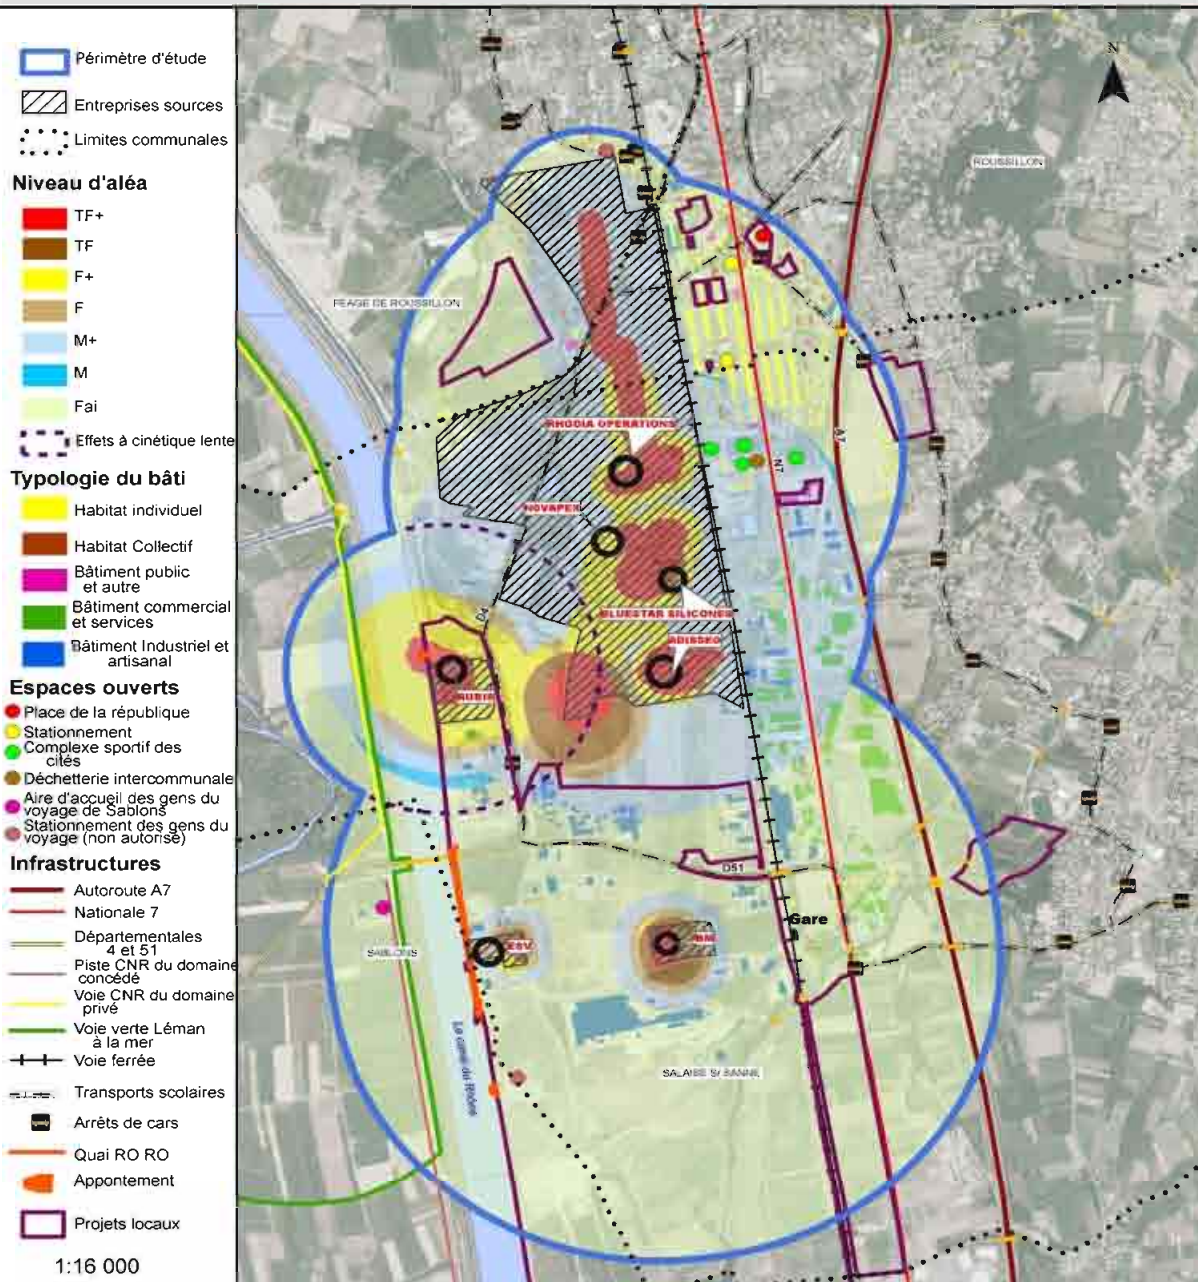 Périmètre d'étude
Entreprises sources
Limites communales
Niveau d'aléa
TF+
TF
F+
F
M+
M
Fai
Effets à cinétique lente
Typologie du bâti
Habitat individuel
Habitat Collectif
Bâtiment public
et autre
Bâtiment commercial
et services
Bâtiment Industriel et
artisanal
Espaces ouverts
Place de la république
Stationnement
Complexe sportif des
cités
Déchetterie intercommunale
Aire d'accueil des gens du
voyage de Sablons
Stationnement des gens du
voyage (non autorisé)
Infrastructures
Autoroute A7
Nationale 7
Départementales
4 et 51
Piste CNR du domaine
concédé
Voie CNR du domaine
privé
Voie verte Léman
à la mer
Voie ferrée
Transports scolaires
Arrêts de cars
Quai RO RO
Appontement
Projets locaux
1:16 000
N
ROUSSILLON
PEAGE DE ROUSSILLON
RHODIA OPERATIONS
A7
N7
NOVAPEX
D4
BLUESTAR SILICONES
ADISSEO
RUBIS
D51
Gare
SABLONS
BM
Le canal du Rhône
SALAISE S/ SANNE